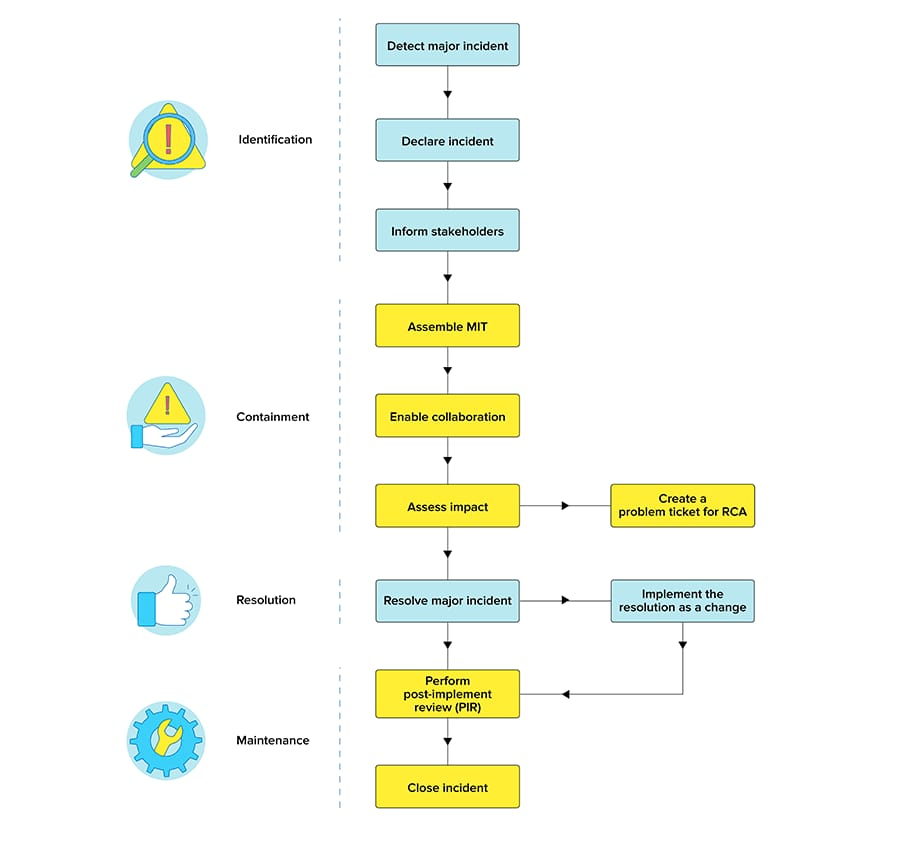 Detect major incident
Identification
Declare incident
Inform stakeholders
Assemble MIT
Containment
Enable collaboration
Assess impact
Create a
problem ticket for RCA
Resolution
Resolve major incident
Implement the
resolution as a change
Perform
post-implement
review (PIR)
Maintenance
Close incident